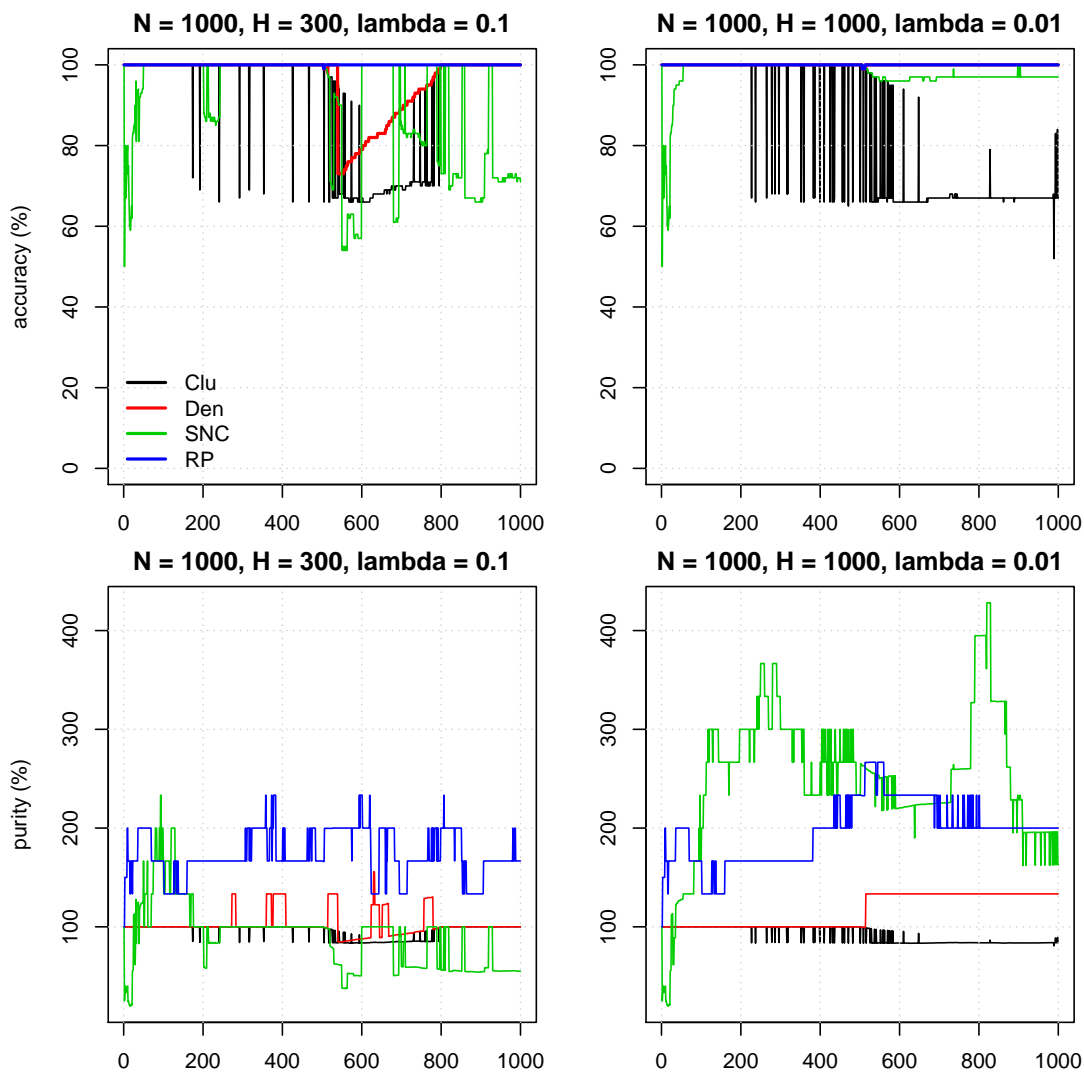 N = 1000, H = 300, lambda = 0.1
N = 1000, H = 1000, lambda = 0.01
accuracy (%)
100
80
60
40
20
0
Clu
Den
SNC
RP
0 200 400 600 800 1000
100
80
60
40
20
0
0 200 400 600 800 1000
N = 1000, H = 300, lambda = 0.1
N = 1000, H = 1000, lambda = 0.01
purity (%)
400
300
200
100
0 200 400 600 800 1000
400
300
200
100
0 200 400 600 800 1000